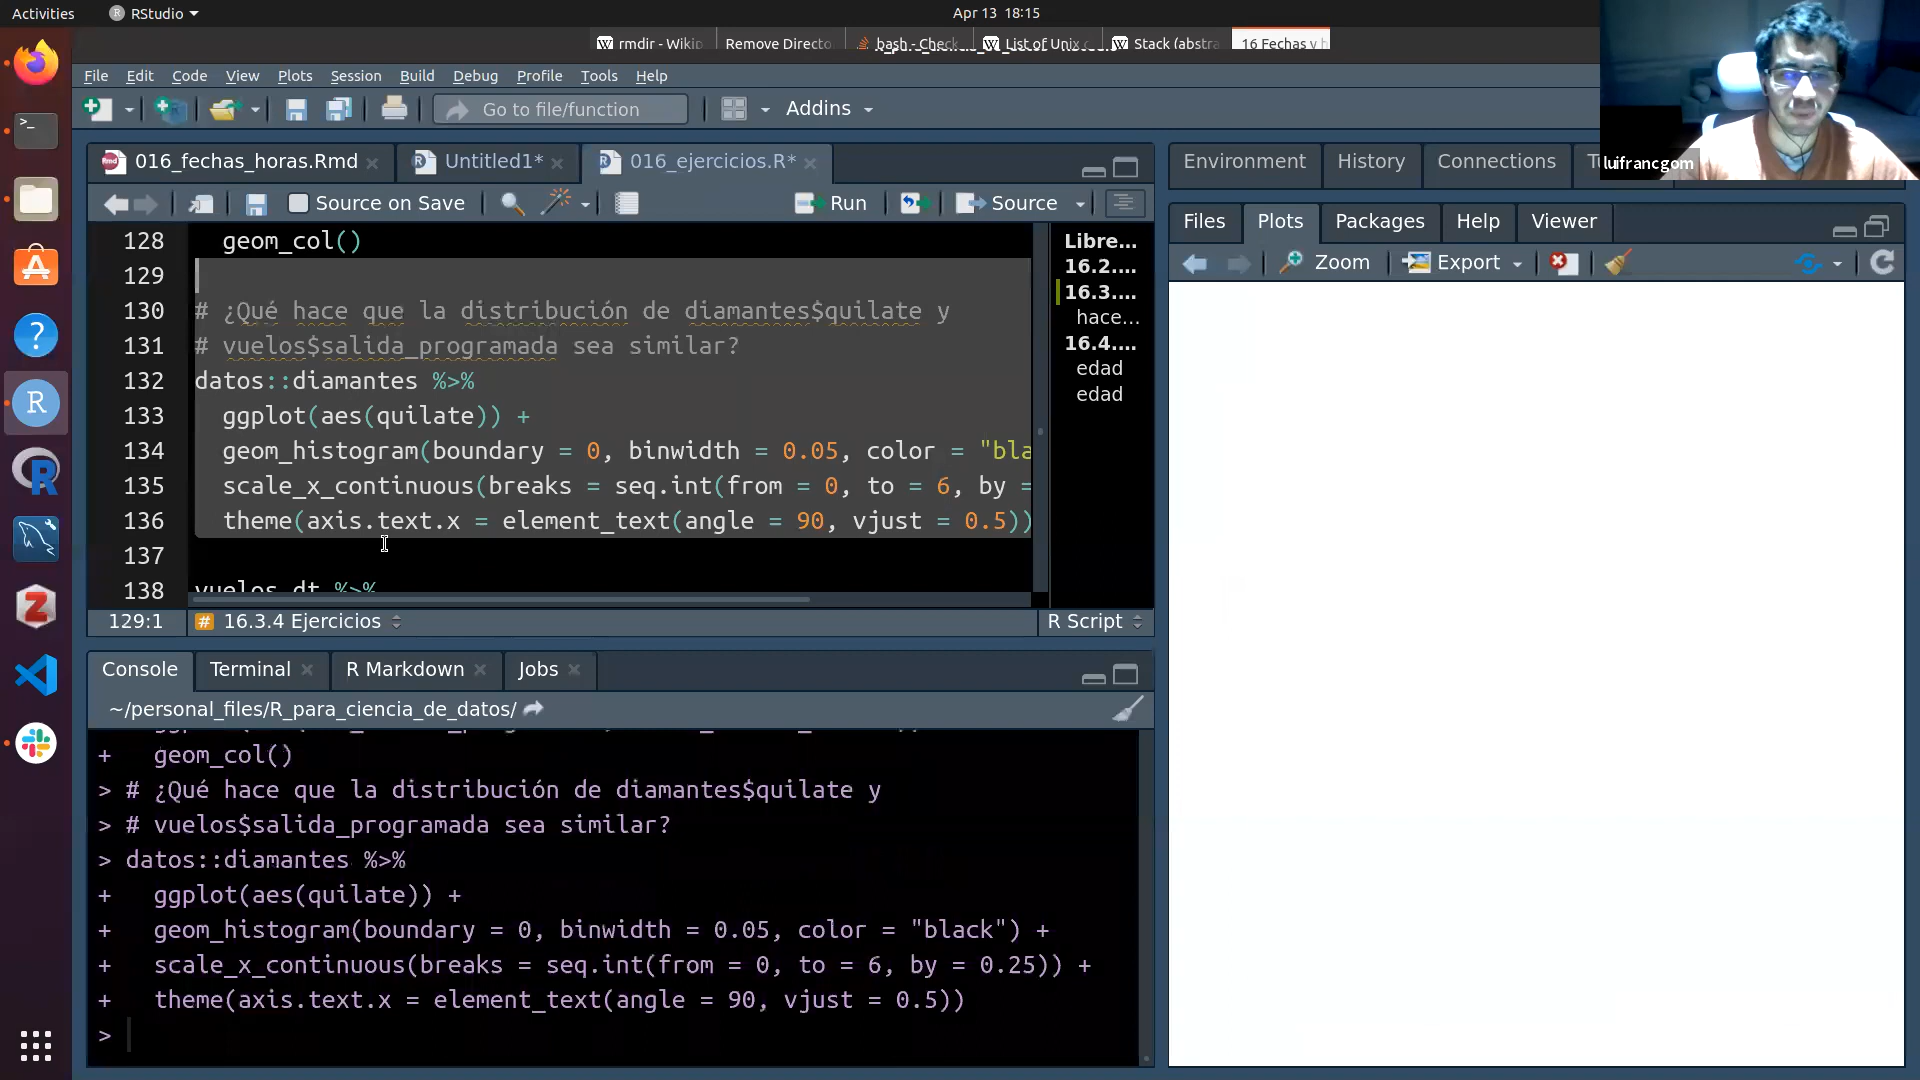 Activities
RStudio
Apr 13 18:15
rmdir - Wikip
Remove Directo
bash - Check
List of Unix c
Stack (abstra
16 Fechas y h
File Edit Code View Plots Session Build Debug Profile Tools Help
Go to file/function
Addins
luifrancgom
016_fechas_horas.Rmd
Untitled1*
016_ejercicios.R*
Source on Save
Run
Source
128 geom_col()
129
130 # ¿Qué hace que la distribución de diamantes$quilate y
131 # vuelos$salida_programada sea similar?
132 datos::diamantes %>%
133 ggplot(aes(quilate)) +
134 geom_histogram(boundary = 0, binwidth = 0.05, color = "bla
135 scale_x_continuous(breaks = seq.int(from = 0, to = 6, by =
136 theme(axis.text.x = element_text(angle = 90, vjust = 0.5))
137
138 vuelos_dt %>%
Libre...
16.2....
16.3....
hace...
16.4....
edad
edad
129:1
16.3.4 Ejercicios
R Script
Console
Terminal
R Markdown
Jobs
~/personal_files/R_para_ciencia_de_datos/
+ geom_col()
> # ¿Qué hace que la distribución de diamantes$quilate y
> # vuelos$salida_programada sea similar?
> datos::diamantes %>%
+ ggplot(aes(quilate)) +
+ geom_histogram(boundary = 0, binwidth = 0.05, color = "black") +
+ scale_x_continuous(breaks = seq.int(from = 0, to = 6, by = 0.25)) +
+ theme(axis.text.x = element_text(angle = 90, vjust = 0.5))
>
Environment
History
Connections
Files
Plots
Packages
Help
Viewer
Zoom
Export